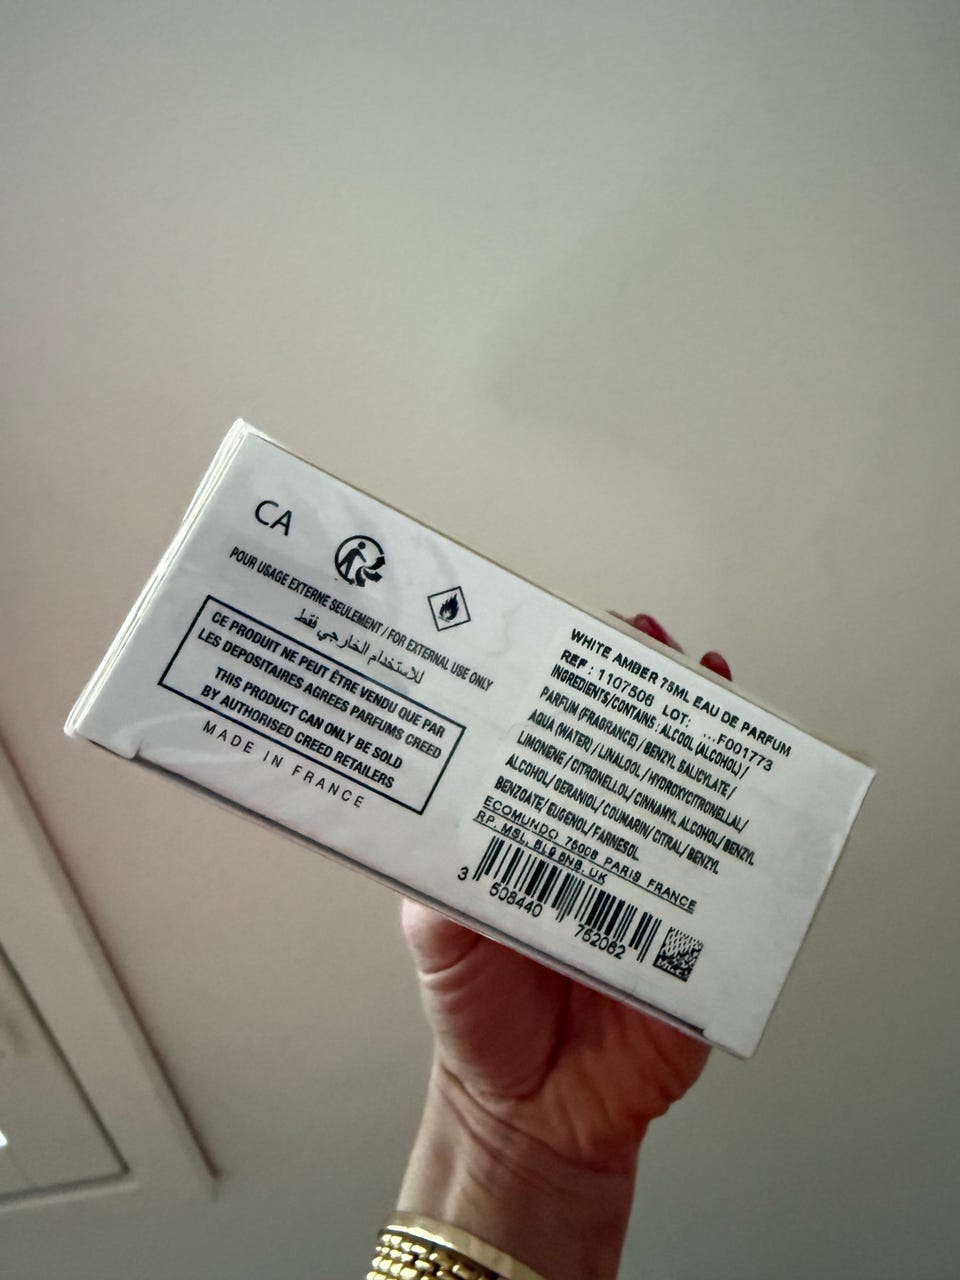 CA
POUR USAGE EXTERNE SEULEMENT / FOR EXTERNAL USE ONLY
للاستخدام الخارجي فقط
CE PRODUIT NE PEUT ÊTRE VENDU QUE PAR
LES DEPOSITAIRES AGREES PARFUMS CREED
THIS PRODUCT CAN ONLY BE SOLD
BY AUTHORISED CREED RETAILERS
MADE IN FRANCE
WHITE AMBER 75ML EAU DE PARFUM
REF : 1107506 LOT: ...F001773
INGREDIENTS/CONTAINS : ALCOOL (ALCOHOL) /
PARFUM (FRAGRANCE) / BENZYL SALICYLATE /
AQUA (WATER) / LINALOOL / HYDROXYCITRONELLAL/
LIMONENE / CITRONELLOL/ CINNAMYL ALCOHOL/ BENZYL
ALCOHOL/ GERANIOL/ COUMARIN/ CITRAL/ BENZYL
BENZOATE/ EUGENOL/ FARNESOL
ECOMUNDO, 75008 PARIS FRANCE
RP. MSL,
UK
3 508440 752082